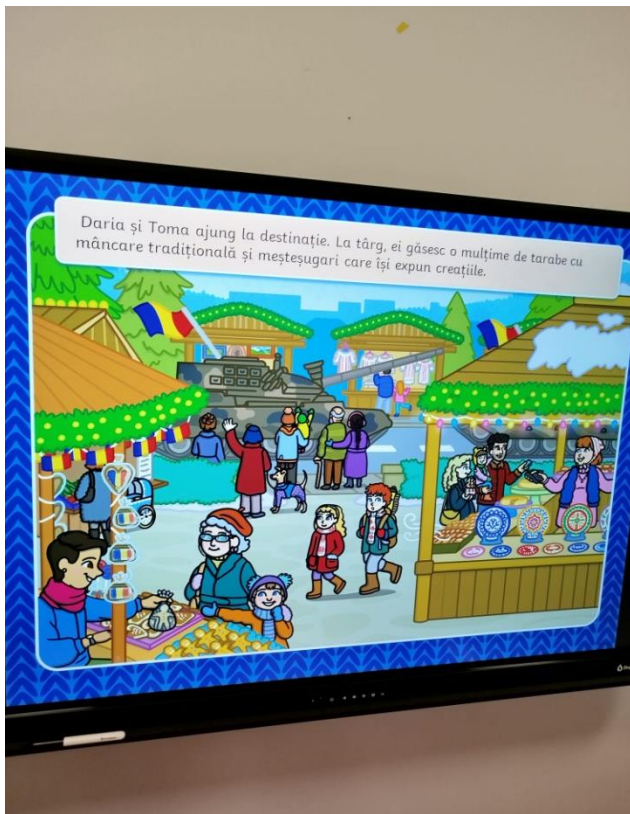 Daria și Toma ajung la destinație. La târg, ei găsesc o mulțime de tarabe cu
mâncare tradițională și meșteșugari care își expun creațiile.